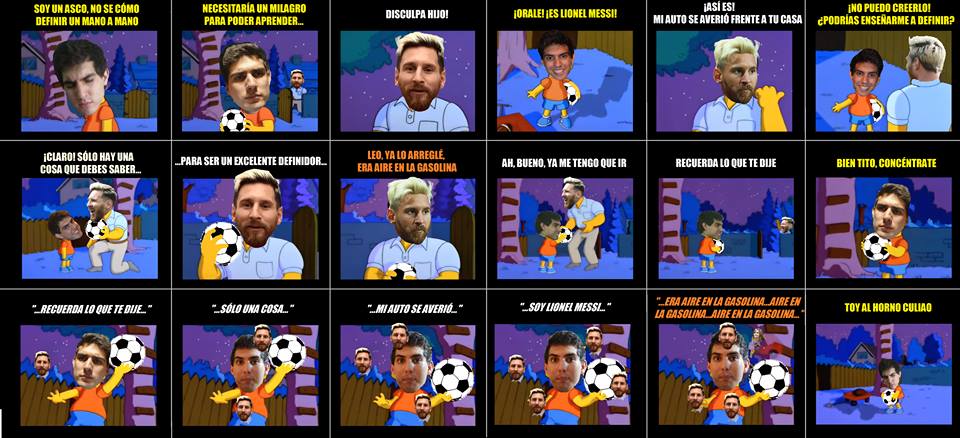 SOY UN ASCO, NO SE CÓMO
DEFINIR UN MANO A MANO
NECESITARÍA UN MILAGRO
PARA PODER APRENDER...
DISCULPA HIJO!
¡ORALE! ¡ES LIONEL MESSI!
¡ASÍ ES!
MI AUTO SE AVERIÓ FRENTE A TU CASA
¡NO PUEDO CREERLO!
¿PODRÍAS ENSEÑARME A DEFINIR?
¡CLARO! SÓLO HAY UNA
COSA QUE DEBES SABER...
...PARA SER UN EXCELENTE DEFINIDOR...
LEO, YA LO ARREGLÉ,
ERA AIRE EN LA GASOLINA
AH, BUENO, YA ME TENGO QUE IR
RECUERDA LO QUE TE DIJE
BIEN TITO, CONCÉNTRATE
"...RECUERDA LO QUE TE DIJE..."
"...SÓLO UNA COSA..."
"...MI AUTO SE AVERIÓ..."
"...SOY LIONEL MESSI..."
"...ERA AIRE EN LA GASOLINA...AIRE EN
LA GASOLINA...AIRE EN LA GASOLINA..."
TOY AL HORNO CULIAO